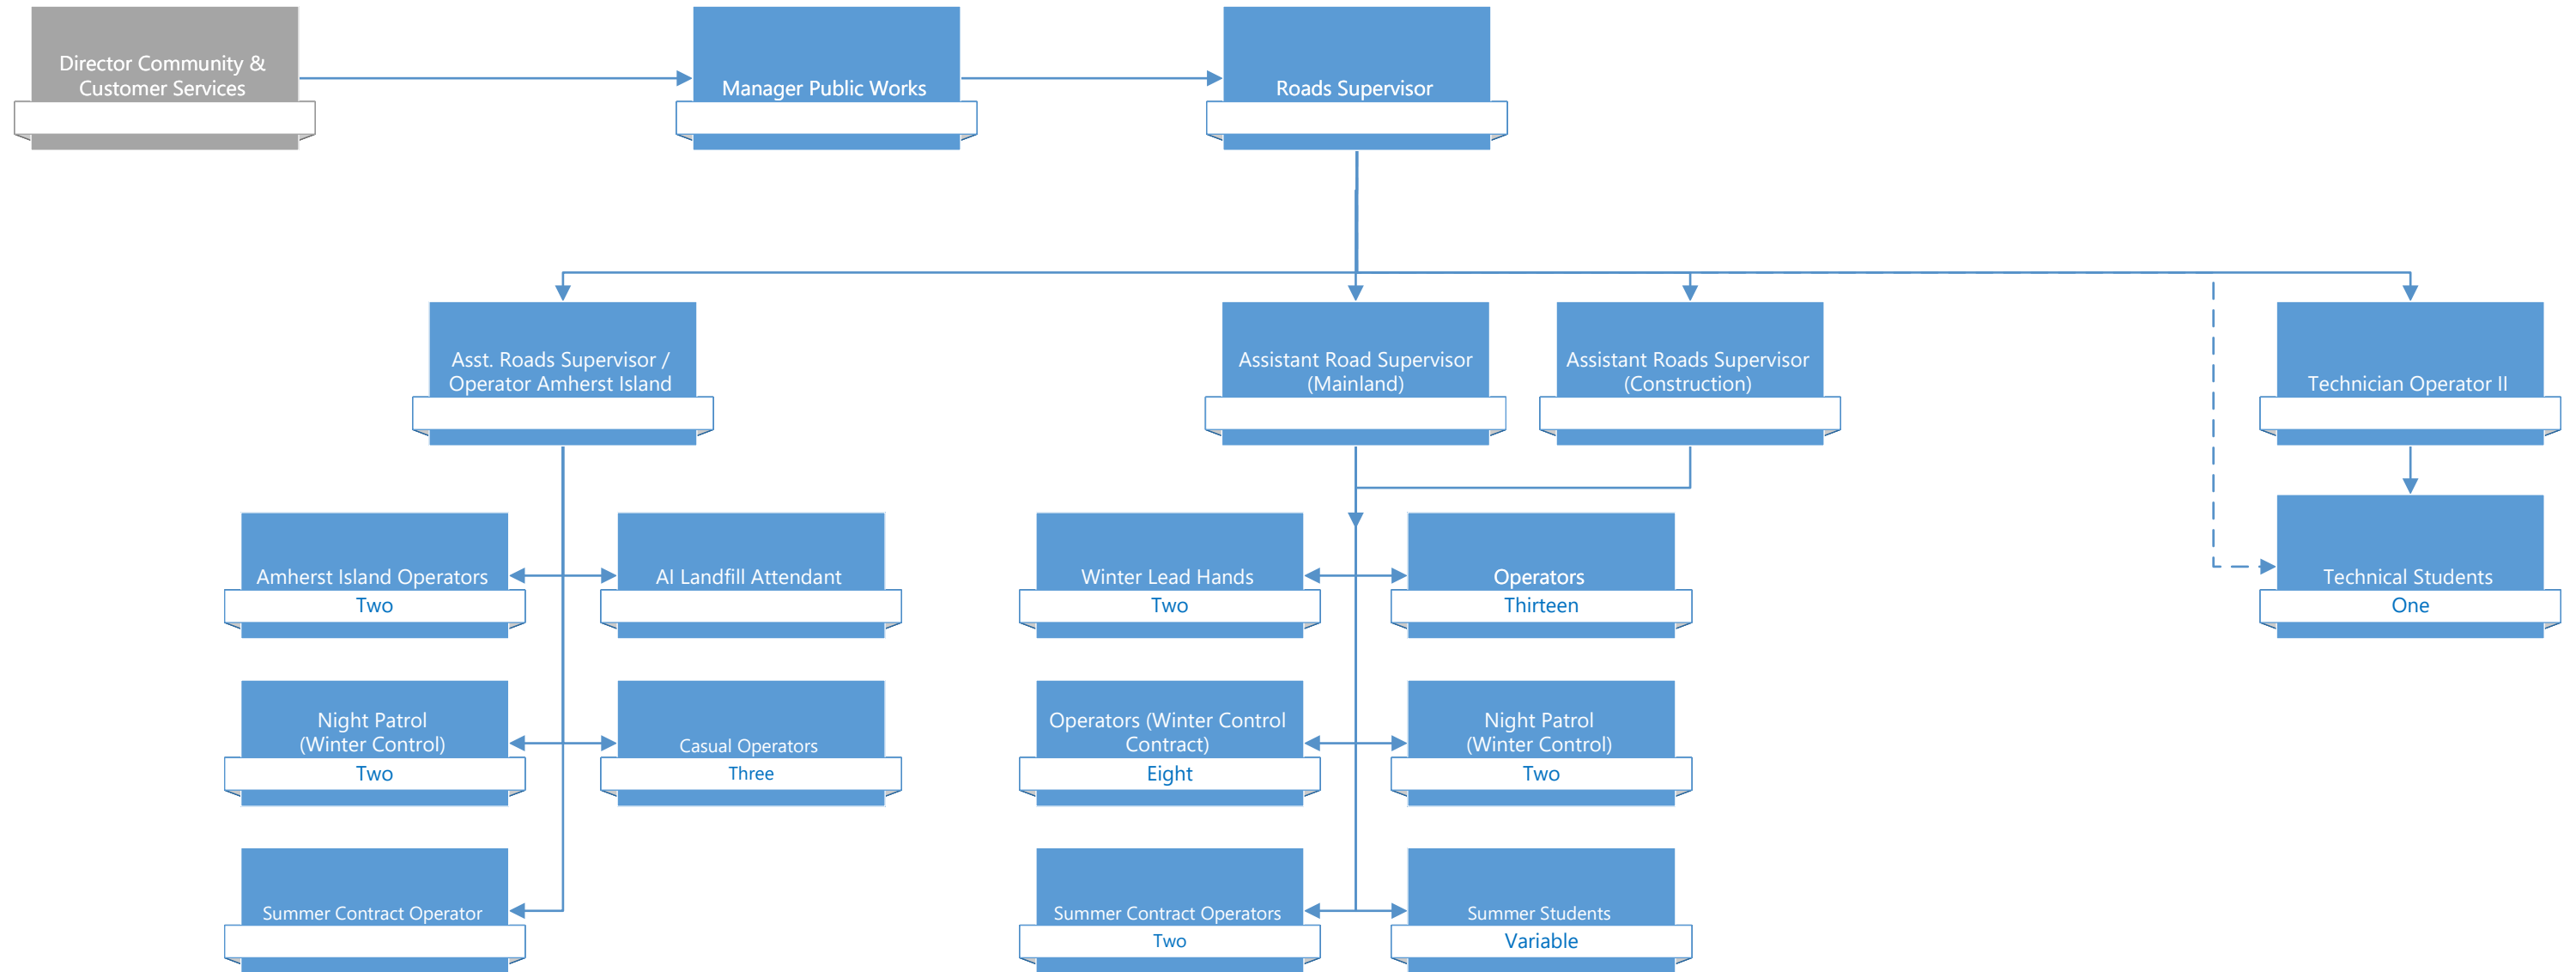 Director Community &
Customer Services
Manager Public Works
Roads Supervisor
Asst. Roads Supervisor /
Operator Amherst Island
Assistant Road Supervisor
(Mainland)
Assistant Roads Supervisor
(Construction)
Technician Operator II
Amherst Island Operators
Two
AI Landfill Attendant
Winter Lead Hands
Two
Operators
Thirteen
Technical Students
One
Night Patrol
(Winter Control)
Two
Casual Operators
Three
Operators (Winter Control
Contract)
Eight
Night Patrol
(Winter Control)
Two
Summer Contract Operator
Summer Contract Operators
Two
Summer Students
Variable